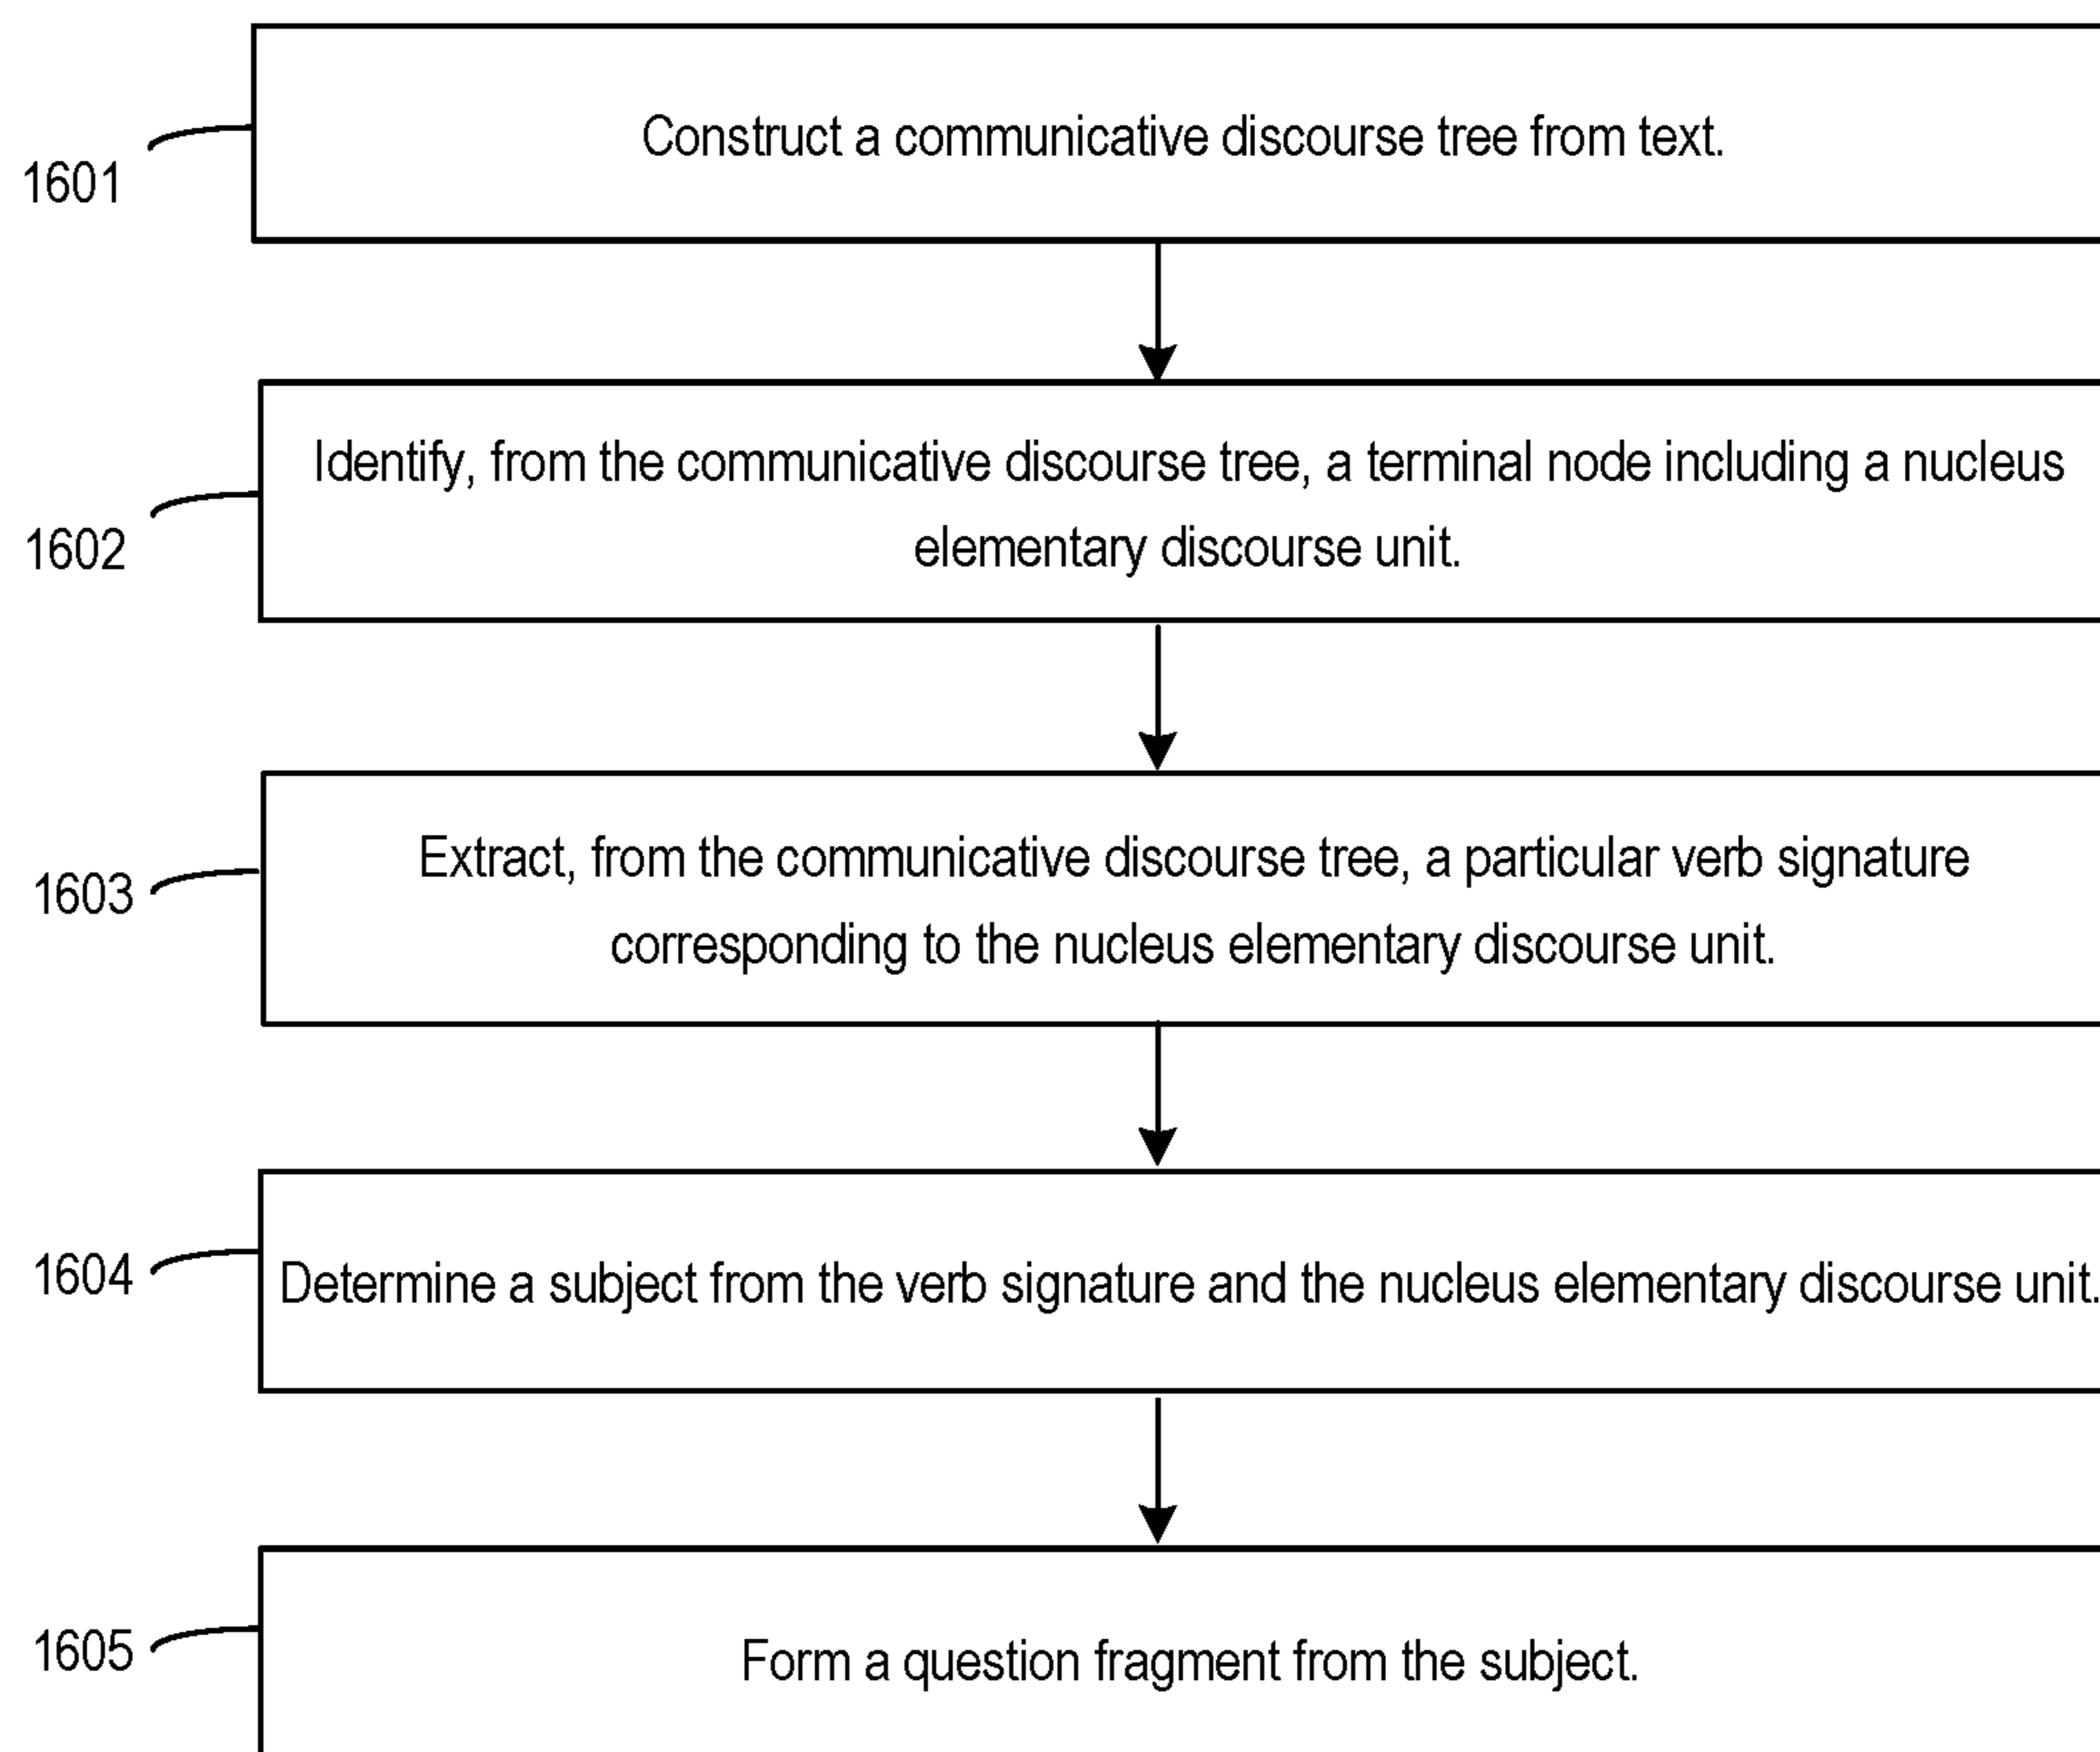 Construct a communicative discourse tree from text.
1601
Identify, from the communicative discourse tree, a terminal node including a nucleus
elementary discourse unit.
1602
Extract, from the communicative discourse tree, a particular verb signature
corresponding to the nucleus elementary discourse unit.
1603
Determine a subject from the verb signature and the nucleus elementary discourse unit.
1604
Form a question fragment from the subject.
1605